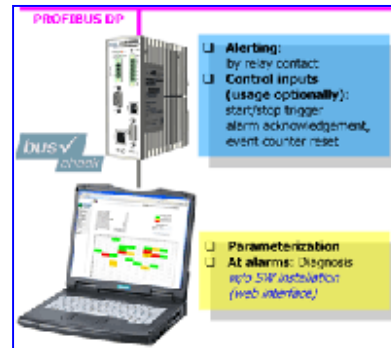 PROFIBUS DP
❑ Alerting:
by relay contact
❑ Control inputs
(usage optionally):
start/stop trigger
alarm acknowledgement,
event counter reset
bus✓
check
❑ Parameterization
❑ At alarms: Diagnosis
w/o SW installation
(web interface)